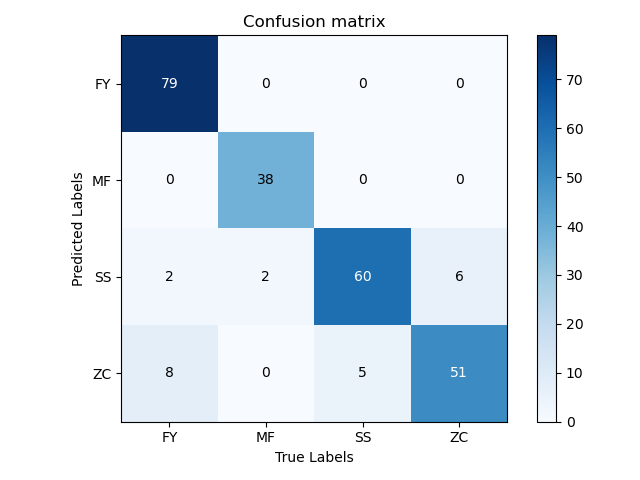 Confusion matrix
Predicted Labels
FY 79 0 0 0
MF 0 38 0 0
SS 2 2 60 6
ZC 8 0 5 51
FY MF SS ZC
True Labels
70
60
50
40
30
20
10
0